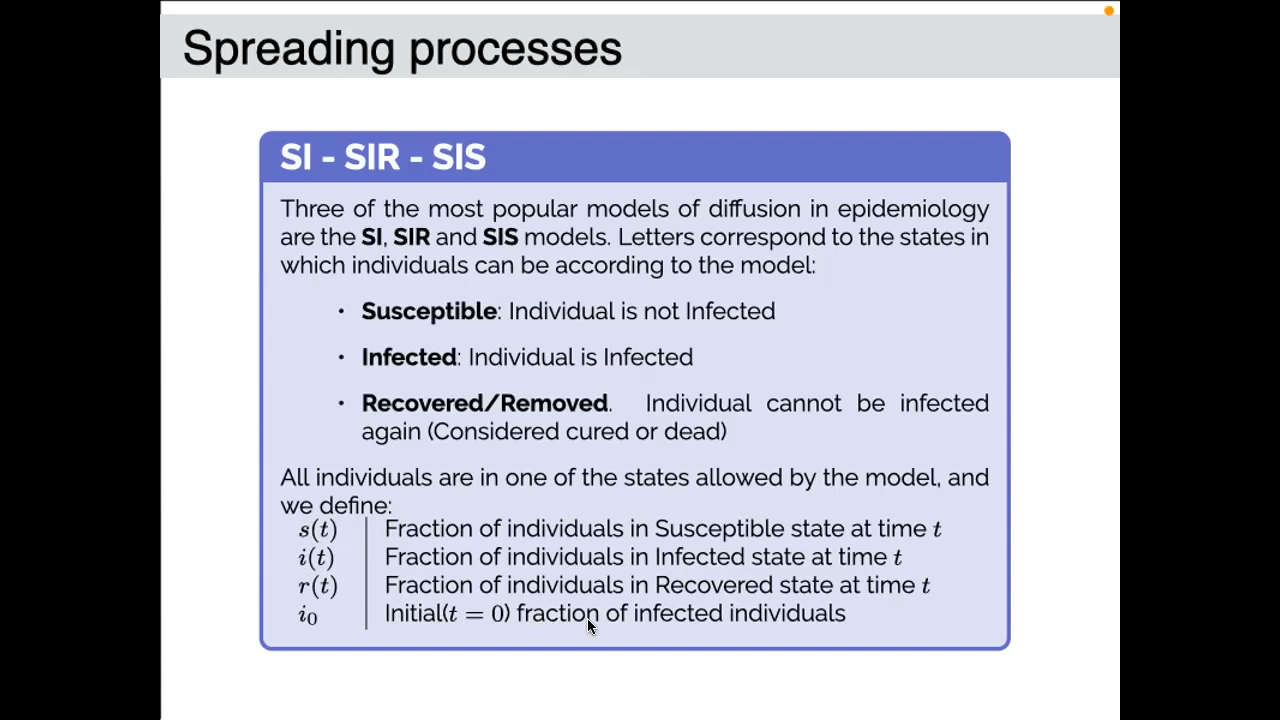 Spreading processes
SI - SIR - SIS
Three of the most popular models of diffusion in epidemiology
are the SI, SIR and SIS models. Letters correspond to the states in
which individuals can be according to the model:
· Susceptible: Individual is not Infected
· Infected: Individual is Infected
· Recovered/Removed. Individual cannot be infected
again (Considered cured or dead)
All individuals are in one of the states allowed by the model, and
we define:
s(t) Fraction of individuals in Susceptible state at time t
i(t) Fraction of individuals in Infected state at time t
r(t) Fraction of individuals in Recovered state at time t
i₀ Initial(t = 0) fraction of infected individuals